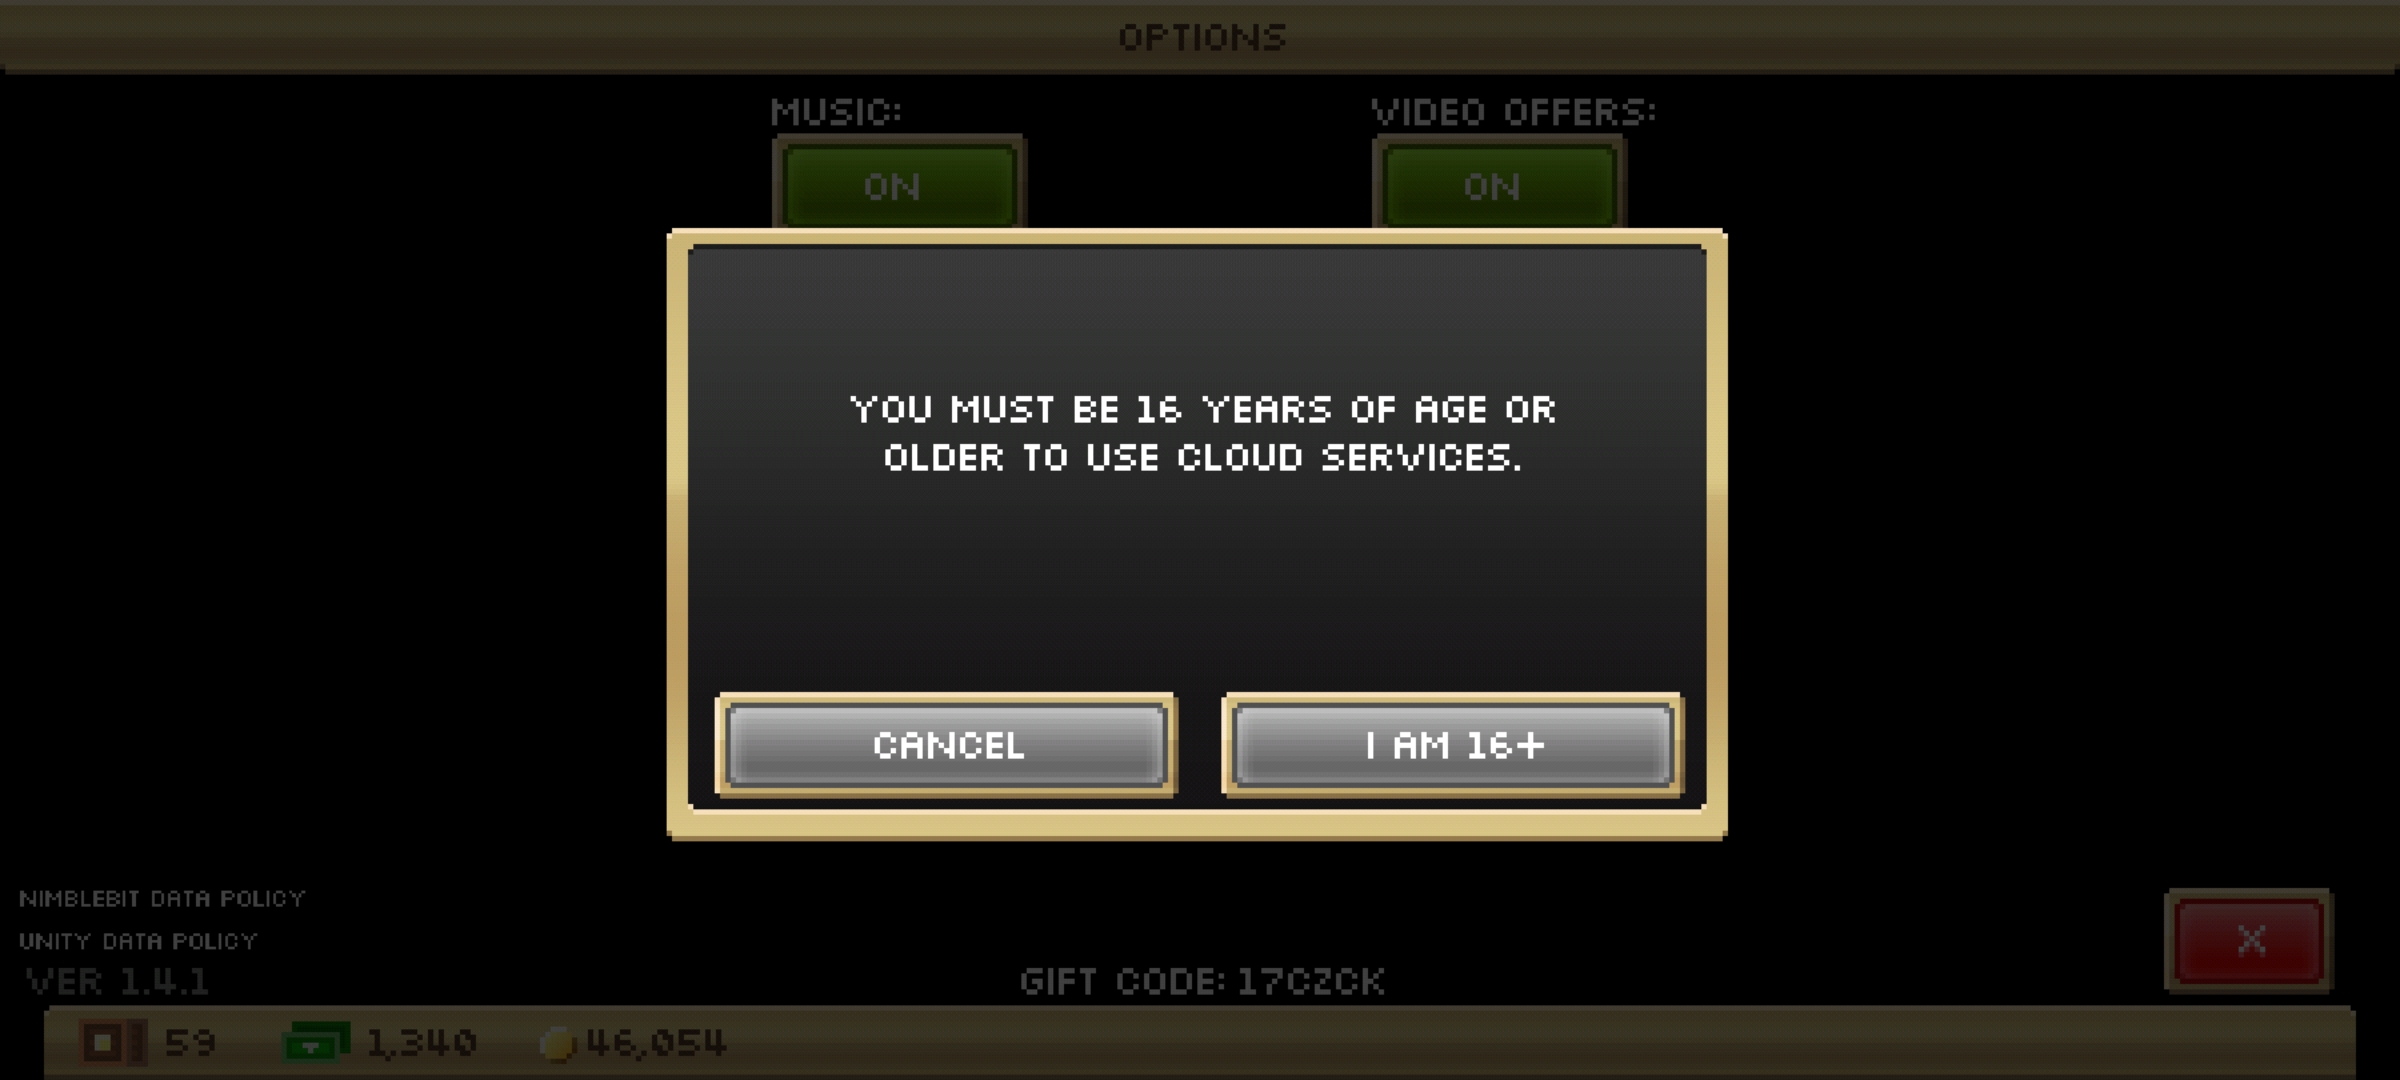 OPTIONS
MUSIC: VIDEO OFFERS:
ON ON
YOU MUST BE 16 YEARS OF AGE OR
OLDER TO USE CLOUD SERVICES.
CANCEL I AM 16+
NIMBLEBIT DATA POLICY
UNITY DATA POLICY
X
VER 1.4.1
GIFT CODE: 17CZCK
59 1,340 46,054